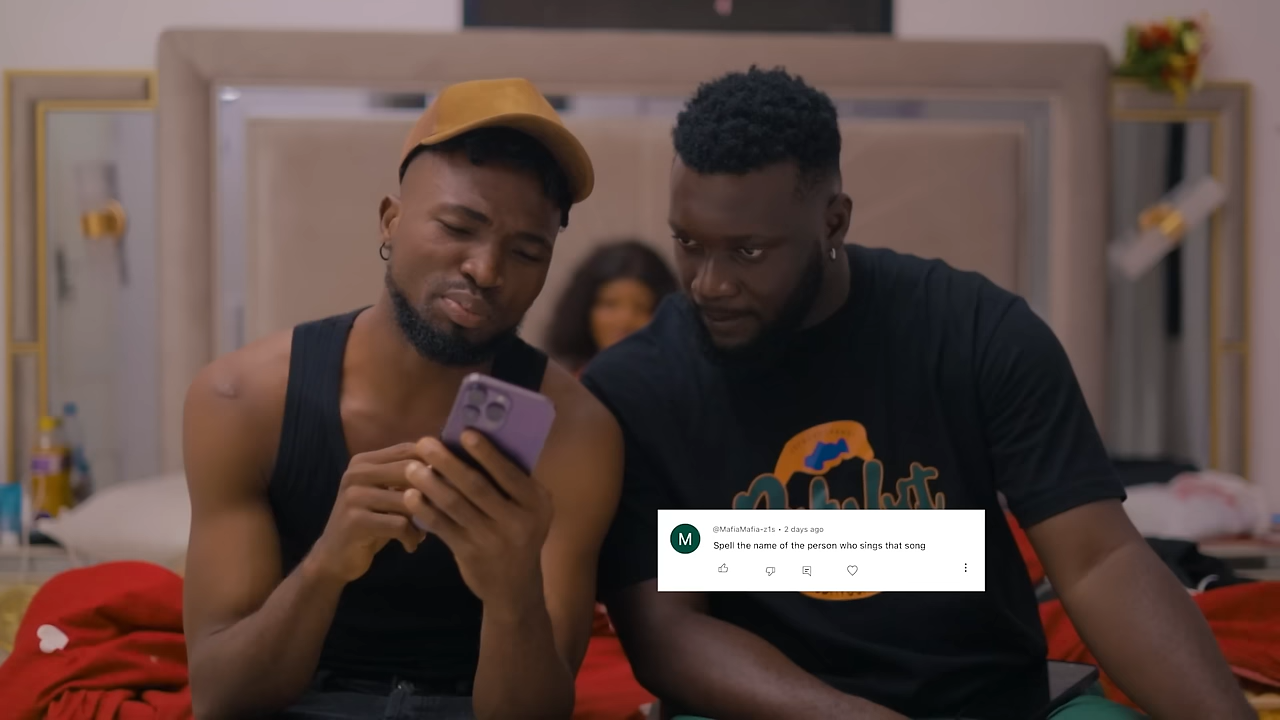 @MafiaMafia-z1s • 2 days ago
M
Spell the name of the person who sings that song